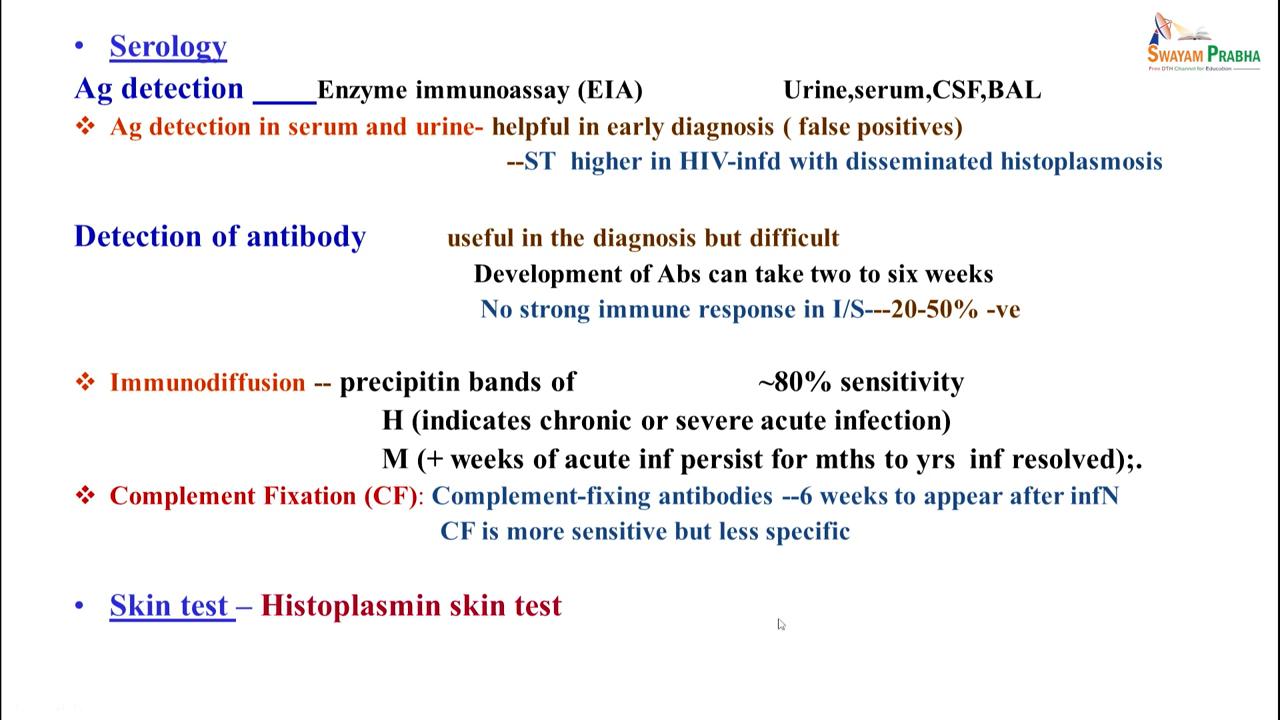 • Serology
SWAYAM PRABHA
Free DTH Channel for Education
Ag detection ____Enzyme immunoassay (EIA) Urine,serum,CSF,BAL
❖ Ag detection in serum and urine- helpful in early diagnosis ( false positives)
--ST higher in HIV-infd with disseminated histoplasmosis
Detection of antibody useful in the diagnosis but difficult
Development of Abs can take two to six weeks
No strong immune response in I/S---20-50% -ve
❖ Immunodiffusion -- precipitin bands of ~80% sensitivity
H (indicates chronic or severe acute infection)
M (+ weeks of acute inf persist for mths to yrs inf resolved);.
❖ Complement Fixation (CF): Complement-fixing antibodies --6 weeks to appear after infN
CF is more sensitive but less specific
• Skin test – Histoplasmin skin test